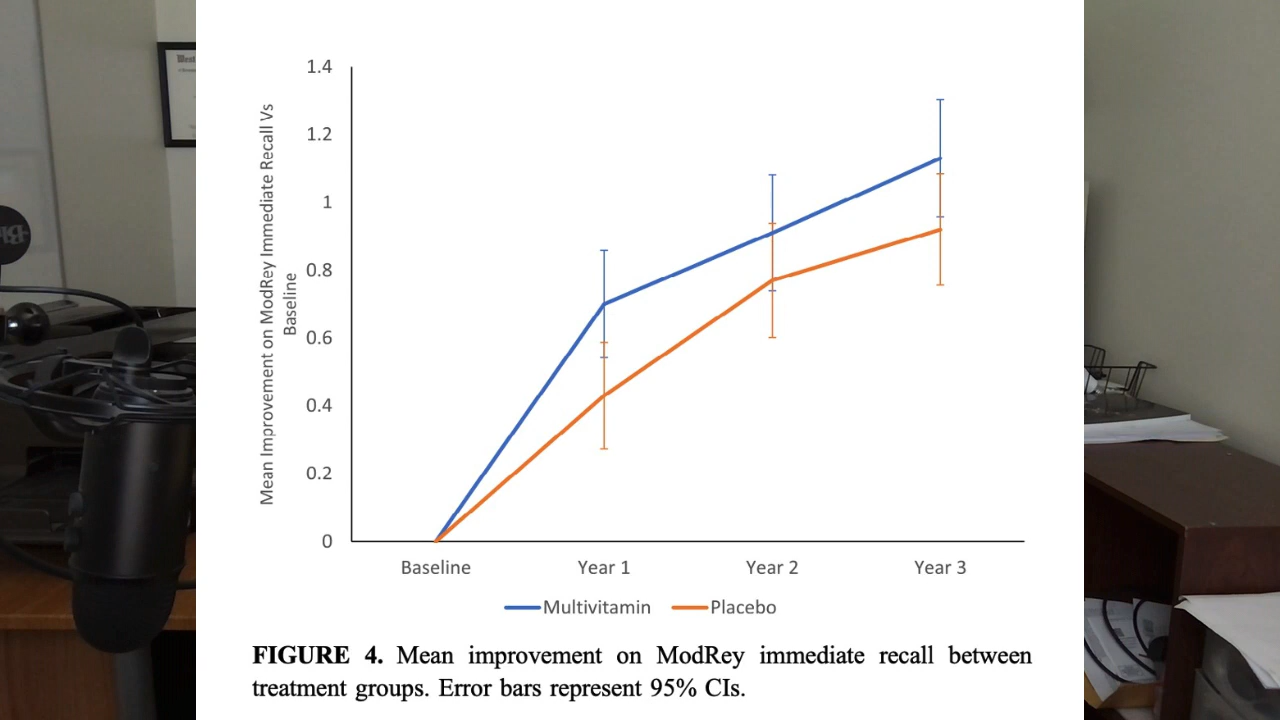 1.4
1.2
1
0.8
0.6
0.4
0.2
0
Mean Improvement on ModRey Immediate Recall Vs
Baseline
Baseline Year 1 Year 2 Year 3
Multivitamin Placebo
FIGURE 4. Mean improvement on ModRey immediate recall between
treatment groups. Error bars represent 95% CIs.